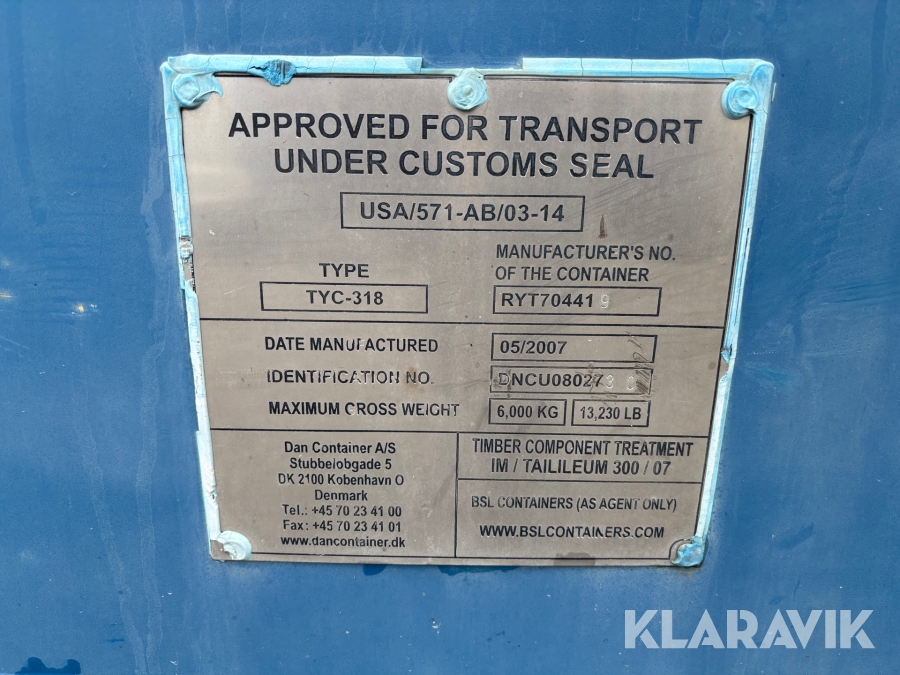 APPROVED FOR TRANSPORT
UNDER CUSTOMS SEAL
USA/571-AB/03-14
TYPE
TYC-318
MANUFACTURER'S NO.
OF THE CONTAINER
RYT704419
DATE MANUFACTURED
05/2007
IDENTIFICATION NO.
MAXIMUM GROSS WEIGHT
6,000 KG
13,230 LB
Dan Container A/S
Stubbeiobgade 5
DK 2100 Kobenhavn O
Denmark
Tel.: +45 70 23 41 00
Fax: +45 70 23 41 01
www.dancontainer.dk
TIMBER COMPONENT TREATMENT
IM / TAILILEUM 300 / 07
BSL CONTAINERS (AS AGENT ONLY)
WWW.BSLCONTAINERS.COM
KLARAVIK